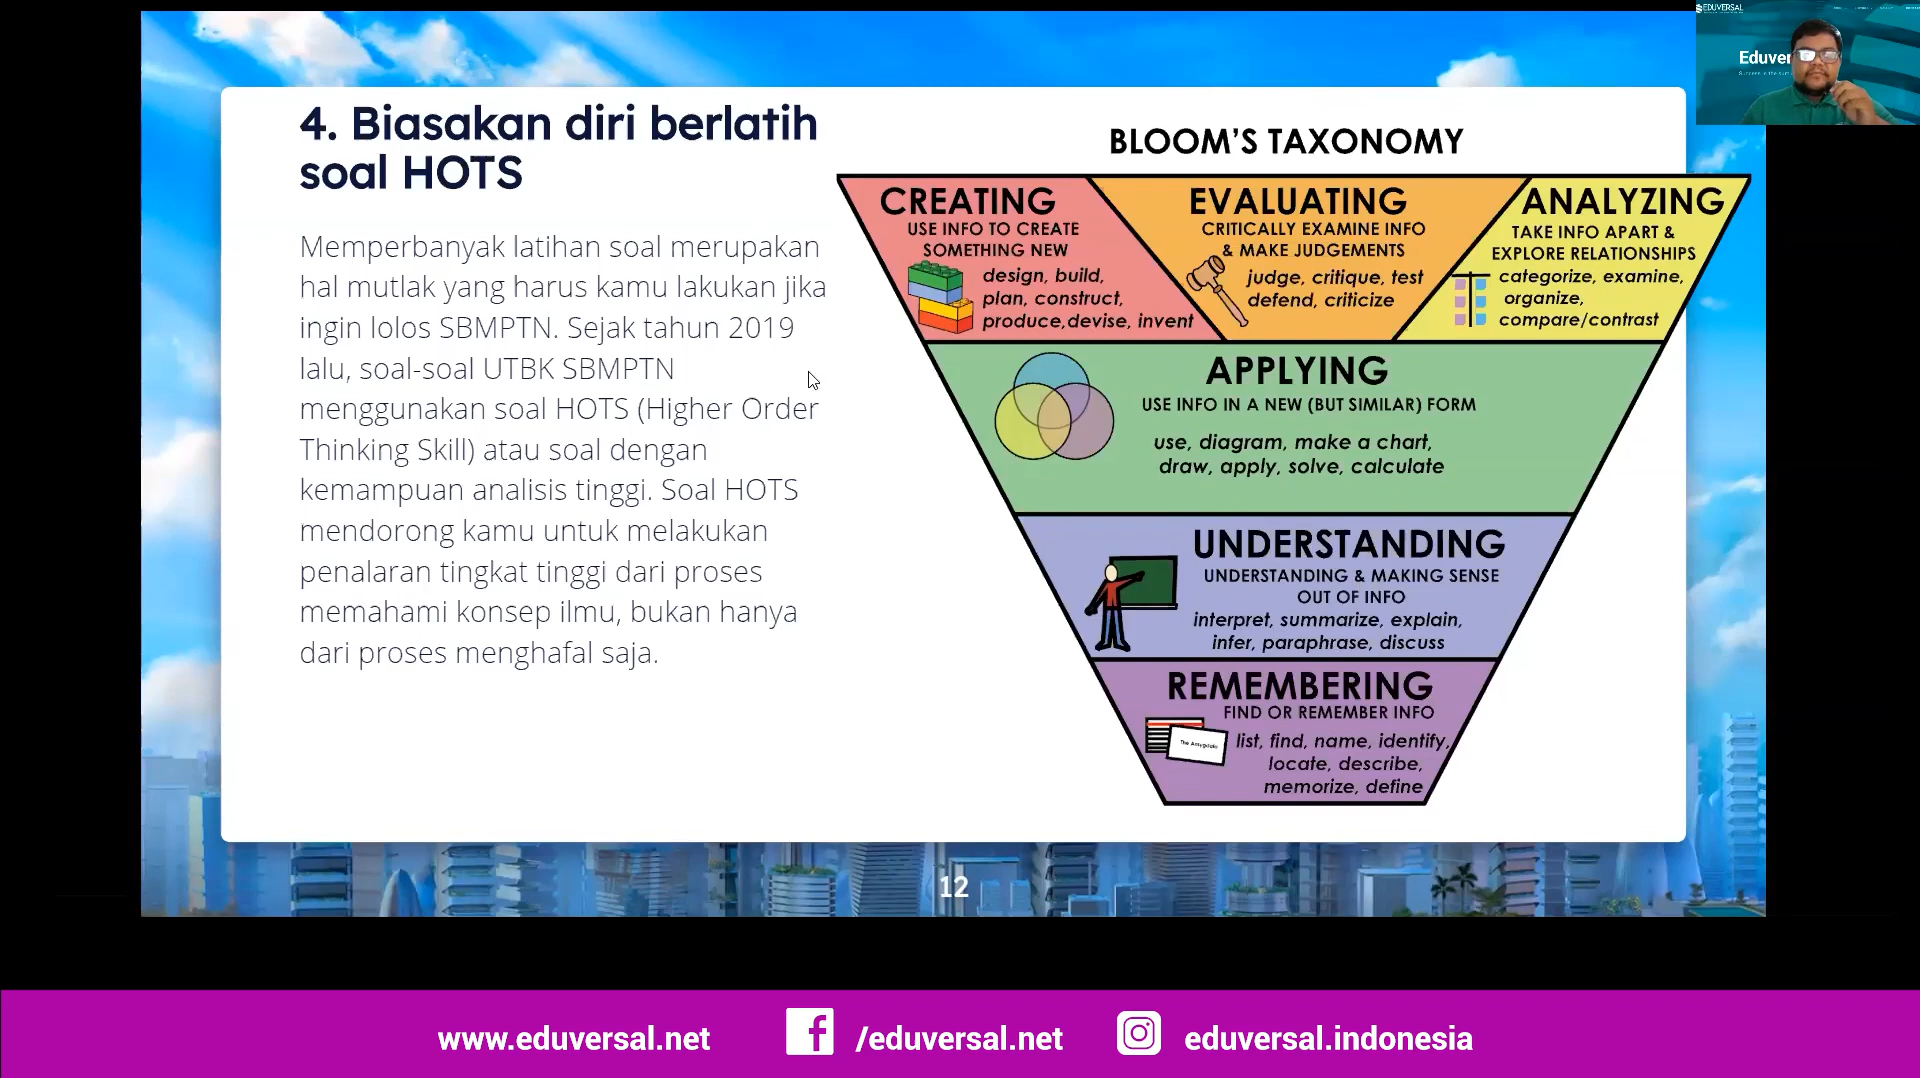 EDUVERSAL
Eduver
4. Biasakan diri berlatih
soal HOTS
Memperbanyak latihan soal merupakan
hal mutlak yang harus kamu lakukan jika
ingin lolos SBMPTN. Sejak tahun 2019
lalu, soal-soal UTBK SBMPTN
menggunakan soal HOTS (Higher Order
Thinking Skill) atau soal dengan
kemampuan analisis tinggi. Soal HOTS
mendorong kamu untuk melakukan
penalaran tingkat tinggi dari proses
memahami konsep ilmu, bukan hanya
dari proses menghafal saja.
BLOOM'S TAXONOMY
CREATING
USE INFO TO CREATE
SOMETHING NEW
design, build,
plan, construct,
produce,devise, invent
EVALUATING
CRITICALLY EXAMINE INFO
& MAKE JUDGEMENTS
judge, critique, test
defend, criticize
ANALYZING
TAKE INFO APART &
EXPLORE RELATIONSHIPS
categorize, examine,
organize,
compare/contrast
APPLYING
USE INFO IN A NEW (BUT SIMILAR) FORM
use, diagram, make a chart,
draw, apply, solve, calculate
UNDERSTANDING
UNDERSTANDING & MAKING SENSE
OUT OF INFO
interpret, summarize, explain,
infer, paraphrase, discuss
REMEMBERING
FIND OR REMEMBER INFO
The Amygdala
list, find, name, identify,
locate, describe,
memorize, define
12
www.eduversal.net
/eduversal.net
eduversal.indonesia